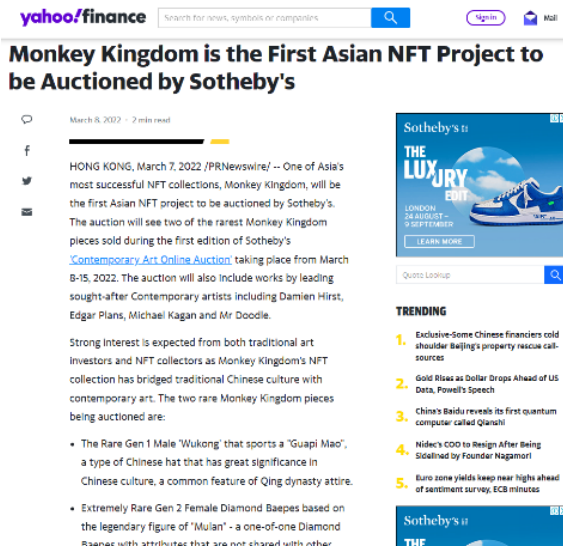 yahoo!finance
Search for news, symbols or companies
Sign in
Mail
Monkey Kingdom is the First Asian NFT Project to
be Auctioned by Sotheby's
March 8, 2022 · 2 min read
HONG KONG, March 7, 2022 /PRNewswire/ -- One of Asia's
most successful NFT collections, Monkey Kingdom, will be
the first Asian NFT project to be auctioned by Sotheby's.
The auction will see two of the rarest Monkey Kingdom
pieces sold during the first edition of Sotheby's
'Contemporary Art Online Auction' taking place from March
8-15, 2022. The auction will also include works by leading
sought-after Contemporary artists including Damien Hirst,
Edgar Plans, Michael Kagan and Mr Doodle.
Strong interest is expected from both traditional art
investors and NFT collectors as Monkey Kingdom's NFT
collection has bridged traditional Chinese culture with
contemporary art. The two rare Monkey Kingdom pieces
being auctioned are:
• The Rare Gen 1 Male 'Wukong' that sports a "Guapi Mao",
a type of Chinese hat that has great significance in
Chinese culture, a common feature of Qing dynasty attire.
• Extremely Rare Gen 2 Female Diamond Baepes based on
the legendary figure of "Mulan" - a one-of-one Diamond
Baepes with attributes that are not shared with other
Sotheby's
THE
LUXURY
EDIT
LONDON
24 AUGUST –
9 SEPTEMBER
LEARN MORE
Quote Lookup
TRENDING
1. Exclusive-Some Chinese financiers cold
shoulder Beijing's property rescue call-
sources
2. Gold Rises as Dollar Drops Ahead of US
Data, Powell's Speech
3. China's Baidu reveals its first quantum
computer called Qianshi
4. Nidec's COO to Resign After Being
Sidelined by Founder Nagamori
5. Euro zone yields keep near highs ahead
of sentiment survey, ECB minutes
Sotheby's
THE